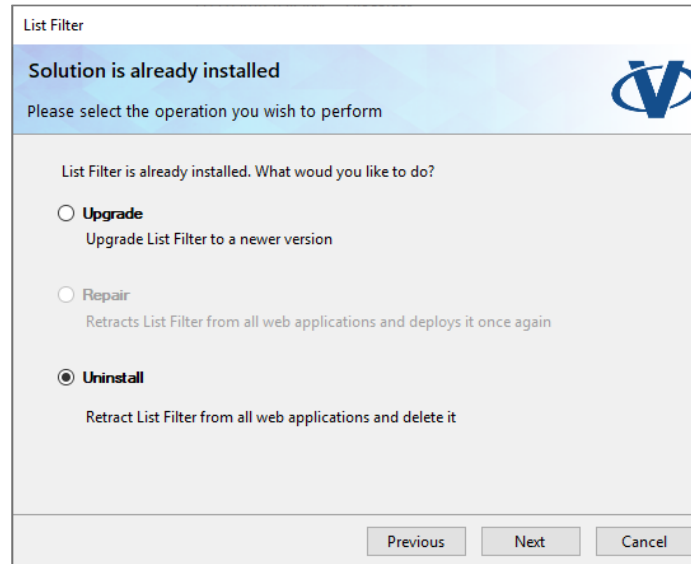 List Filter
Solution is already installed
Please select the operation you wish to perform
List Filter is already installed. What woud you like to do?
Upgrade
Upgrade List Filter to a newer version
Repair
Retracts List Filter from all web applications and deploys it once again
Uninstall
Retract List Filter from all web applications and delete it
Previous Next Cancel